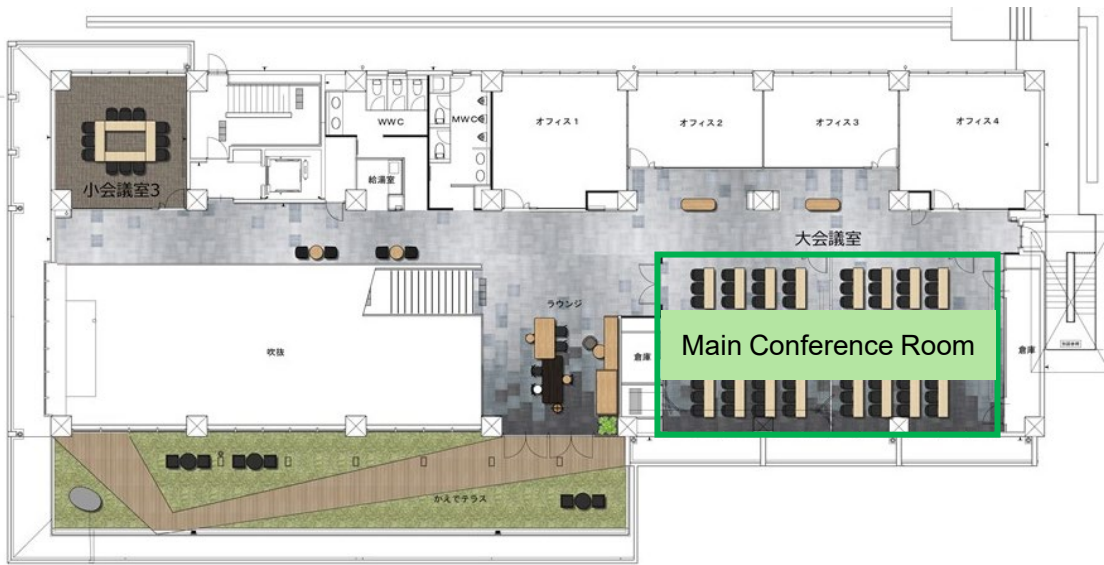 WWC
MWC
オフィス1
オフィス2
オフィス3
オフィス4
給湯室
小会議室3
大会議室
ラウンジ
吹抜
倉庫
Main Conference Room
倉庫
かえでテラス